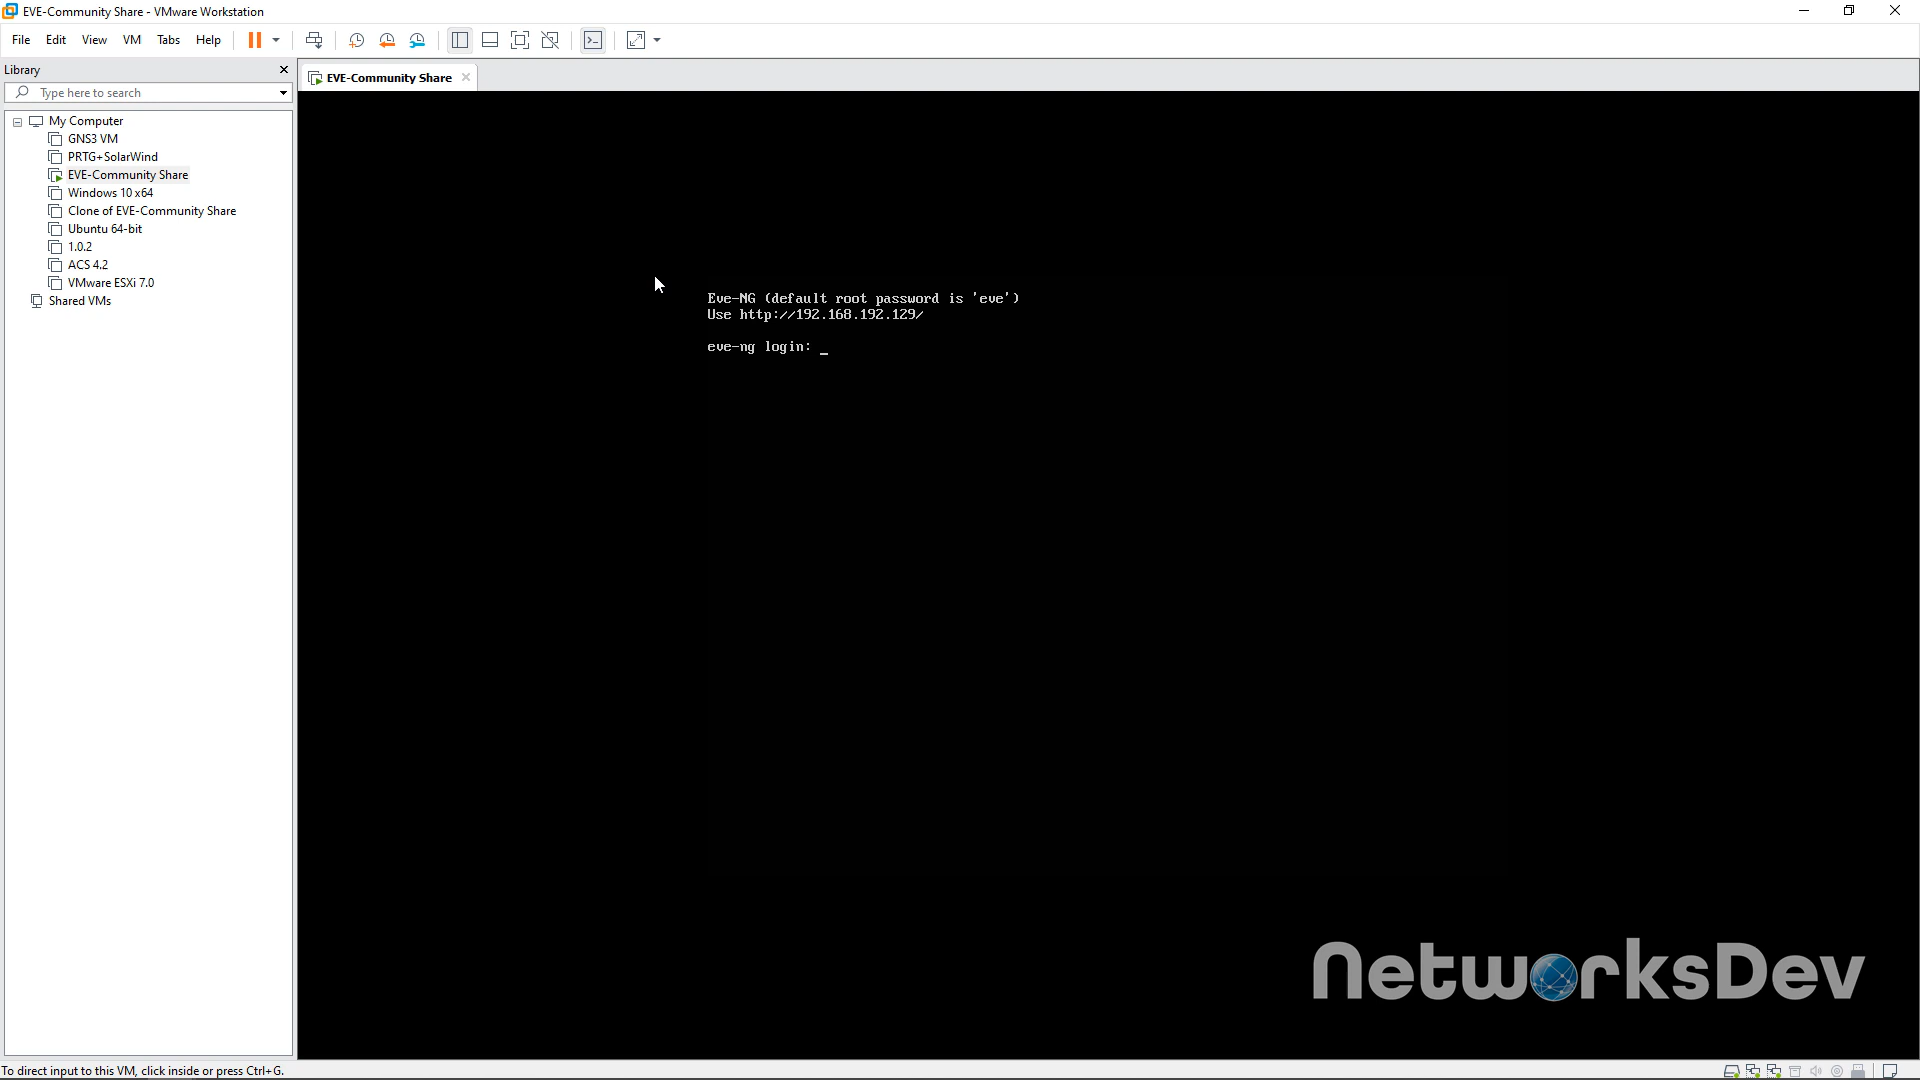 EVE-Community Share - VMware Workstation
File Edit View VM Tabs Help
Library
Type here to search
EVE-Community Share
My Computer
GNS3 VM
PRTG+SolarWind
EVE-Community Share
Windows 10 x64
Clone of EVE-Community Share
Ubuntu 64-bit
1.0.2
ACS 4.2
VMware ESXi 7.0
Shared VMs
Eve-NG (default root password is 'eve')
Use http://192.168.192.129/
eve-ng login: _
NetworksDev
To direct input to this VM, click inside or press Ctrl+G.